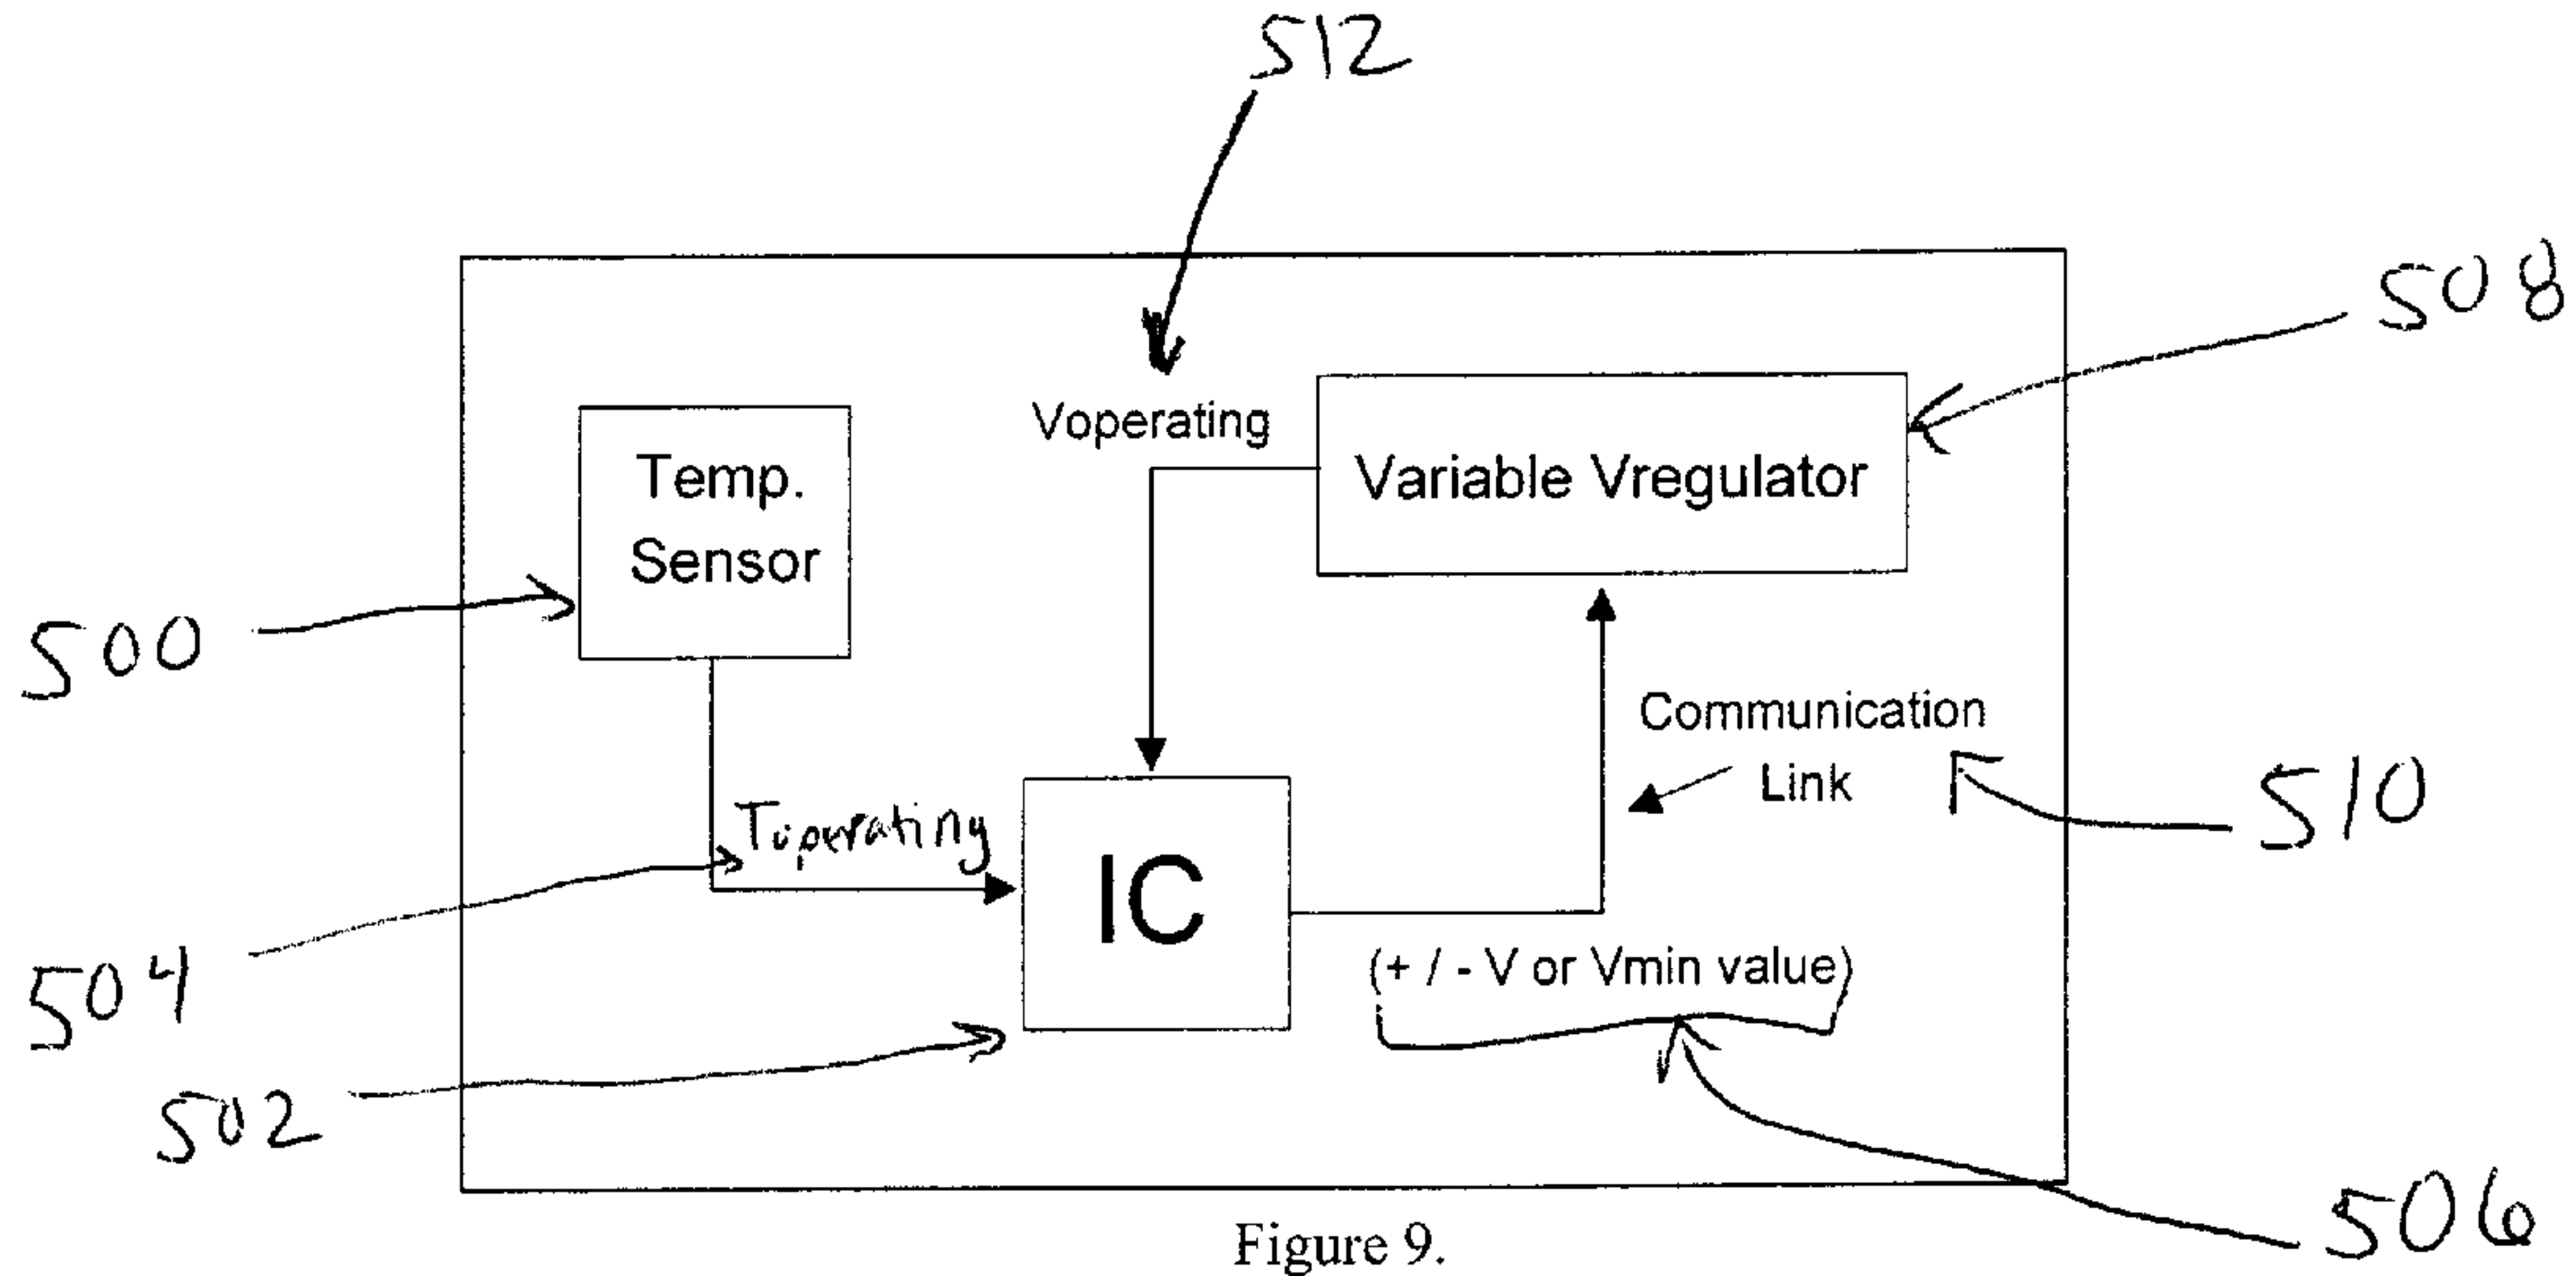 512
508
Voperating
Temp.
Sensor
Variable Vregulator
500
Communication
Link
510
Toperating
IC
504
(+ / - V or Vmin value)
502
506
Figure 9.